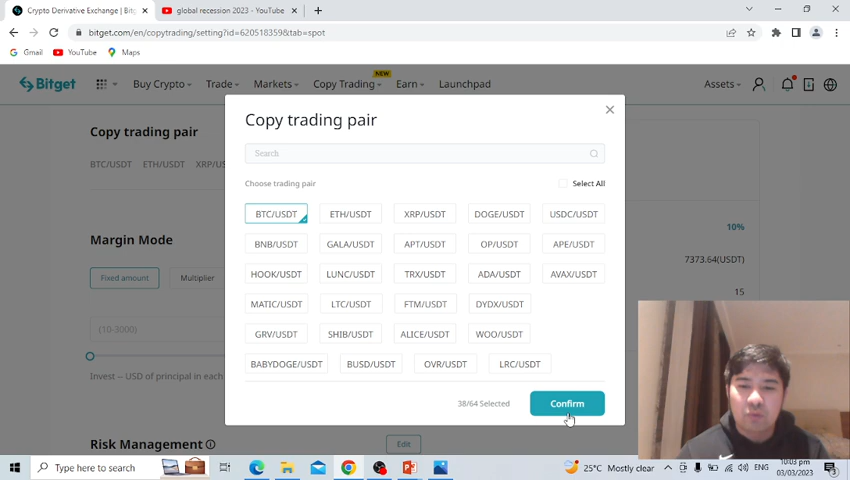 Crypto Derivative Exchange | Bitget
global recession 2023 - YouTube
bitget.com/en/copytrading/setting?id=620518359&tab=spot
Gmail YouTube Maps
Bitget Buy Crypto Trade Markets Copy Trading NEW Earn Launchpad Assets
Copy trading pair
BTC/USDT ETH/USDT
Margin Mode
Fixed amount Multiplier
(10-3000)
Invest -- USD of principal in each
Risk Management
Edit
10%
7373.64(USDT)
15
Copy trading pair
Search
Choose trading pair Select All
BTC/USDT ETH/USDT XRP/USDT DOGE/USDT USDC/USDT
BNB/USDT GALA/USDT APT/USDT OP/USDT APE/USDT
HOOK/USDT LUNC/USDT TRX/USDT ADA/USDT AVAX/USDT
MATIC/USDT LTC/USDT FTM/USDT DYDX/USDT
GRV/USDT SHIB/USDT ALICE/USDT WOO/USDT
BABYDOGE/USDT BUSD/USDT OVR/USDT LRC/USDT
38/64 Selected Confirm
Type here to search
25°C Mostly clear
ENG
10:03 pm
03/03/2023